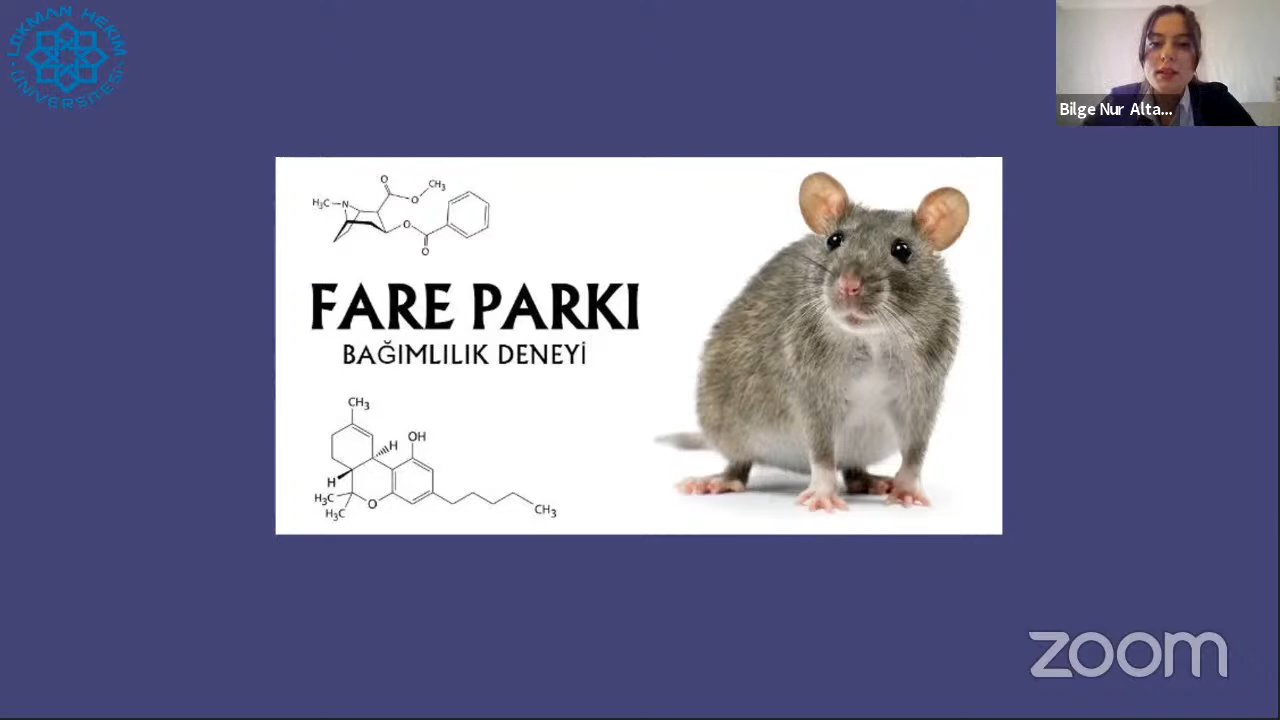 LOKMAN HEKİM
ÜNİVERSİTESİ
Bilge Nur Alta...
O
CH₃
H₃C
N
O
O
O
FARE PARKI
BAĞIMLILIK DENEYİ
CH₃
OH
H
H
H₃C
O
H₃C
CH₃
zoom